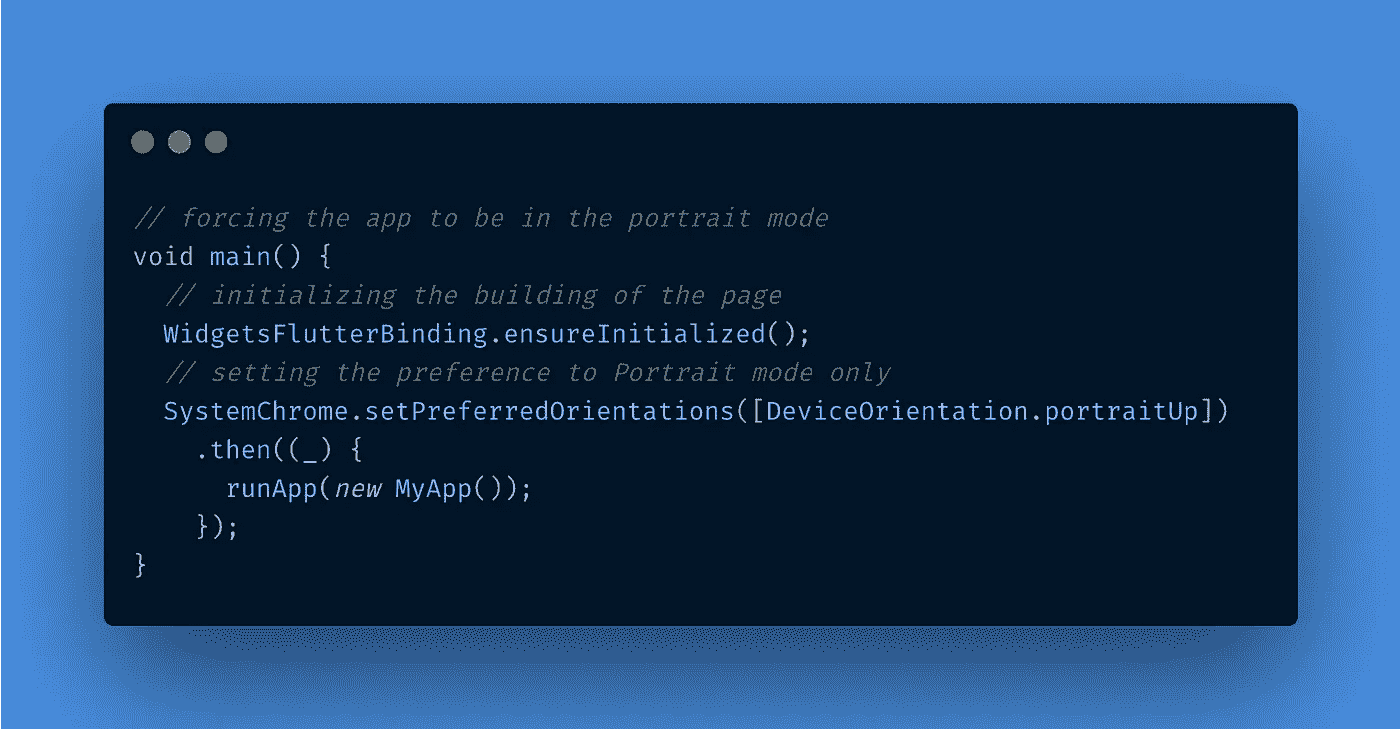 // forcing the app to be in the portrait mode
void main() {
  // initializing the building of the page
  WidgetsFlutterBinding.ensureInitialized();
  // setting the preference to Portrait mode only
  SystemChrome.setPreferredOrientations([DeviceOrientation.portraitUp])
    .then((_) {
      runApp(new MyApp());
    });
}